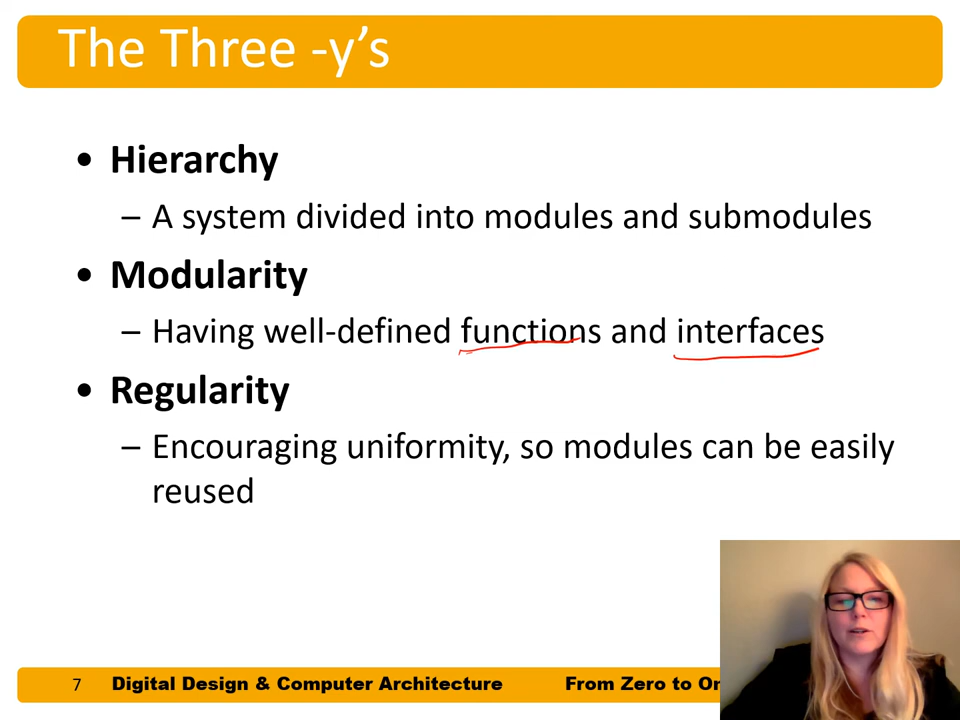 The Three -y’s
• Hierarchy
– A system divided into modules and submodules
• Modularity
– Having well-defined functions and interfaces
• Regularity
– Encouraging uniformity, so modules can be easily
reused
7 Digital Design & Computer Architecture From Zero to